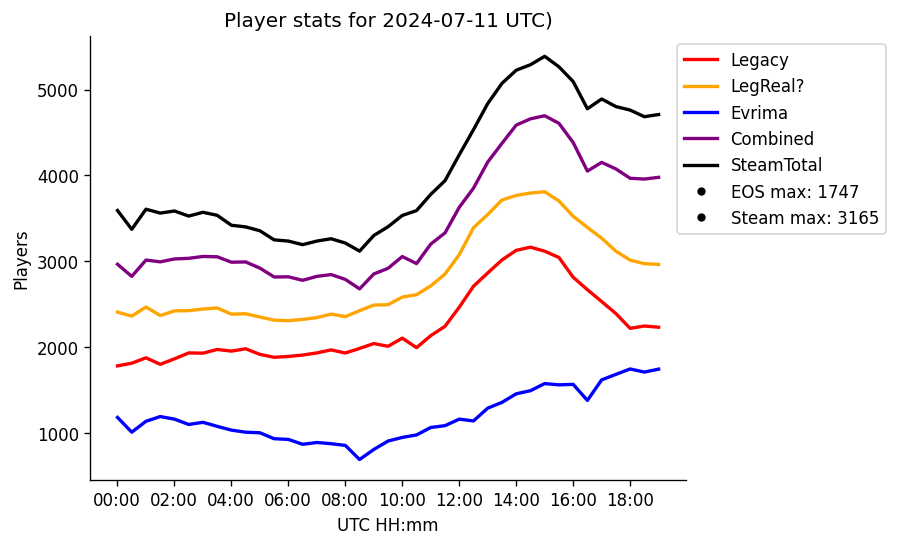 Player stats for 2024-07-11 UTC)
Legacy
LegReal?
Evrima
Combined
SteamTotal
EOS max: 1747
Steam max: 3165
Players
5000
4000
3000
2000
1000
00:00 02:00 04:00 06:00 08:00 10:00 12:00 14:00 16:00 18:00
UTC HH:mm